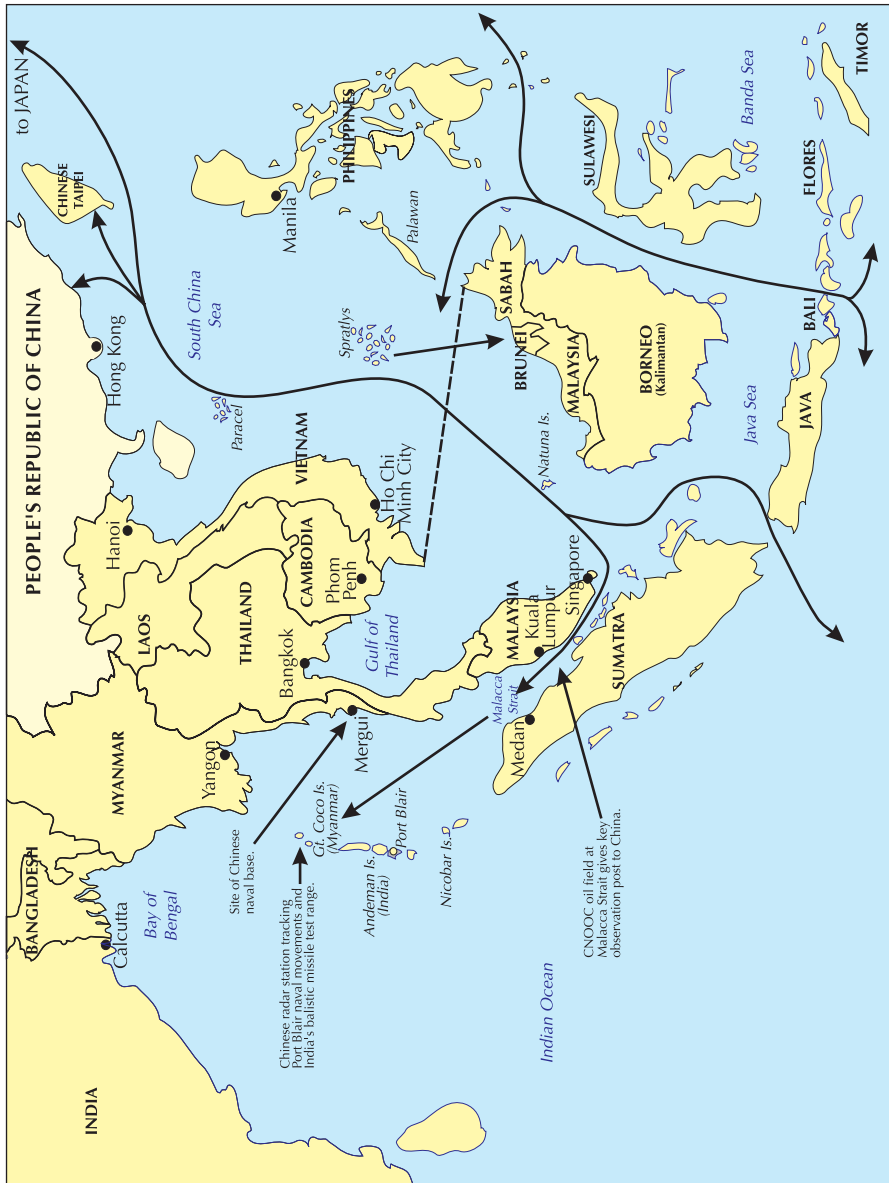 to JAPAN
PEOPLE'S REPUBLIC OF CHINA
CHINESE
TAIPEI
Hong Kong
BANGLADESH
INDIA
Calcutta
MYANMAR
LAOS
Hanoi
Bay of
Bengal
South China
Sea
Paracel
Manila
PHILIPPINES
Yangon
THAILAND
VIETNAM
Site of Chinese
naval base.
Bangkok
CAMBODIA
Phom
Penh
Ho Chi
Minh City
Spratlys
Palawan
Chinese radar station tracking
Port Blair naval movements and
India's balistic missile test range.
Gt. Coco Is.
(Myanmar)
Mergui
Gulf of
Thailand
Andeman Is.
(India)
Port Blair
Nicobar Is.
Malacca
Strait
MALAYSIA
Kuala
Lumpur
Singapore
Natuna Is.
BRUNEI
SABAH
MALAYSIA
Medan
SUMATRA
BORNEO
(Kalimantan)
SULAWESI
Indian Ocean
CNOOC oil field at
Malacca Strait gives key
observation post to China.
Java Sea
Banda Sea
JAVA
BALI
FLORES
TIMOR